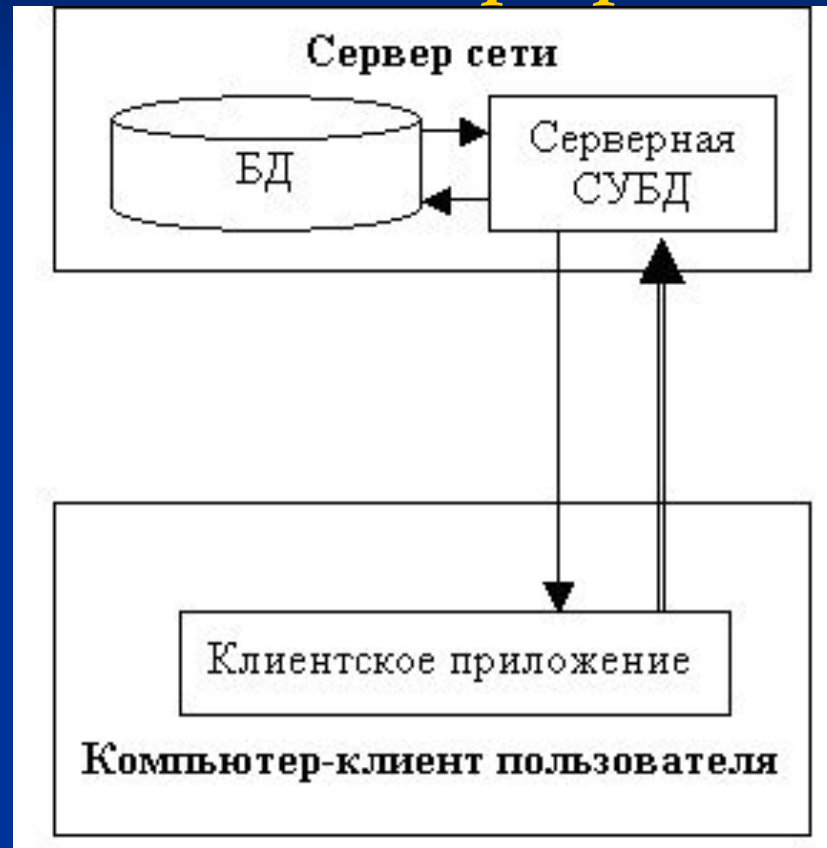 Сервер сети
БД
Серверная
СУБД
Клиентское приложение
Компьютер-клиент пользователя